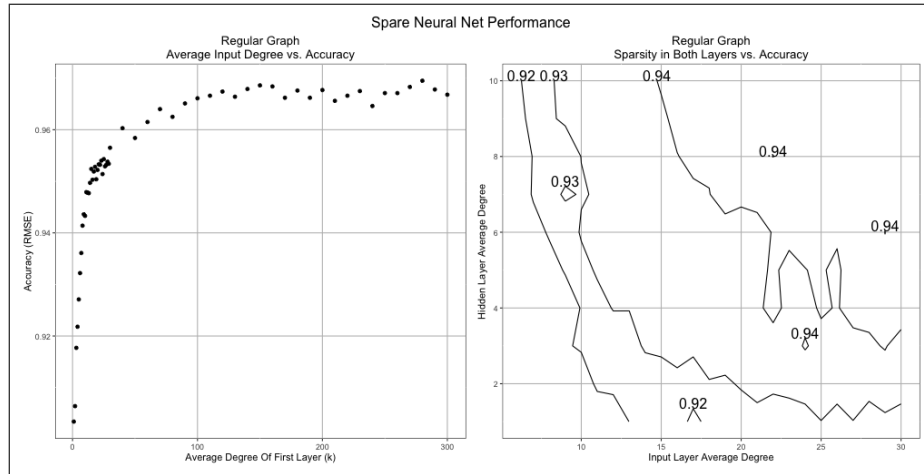 Spare Neural Net Performance
Regular Graph
Average Input Degree vs. Accuracy
0.96
0.94
0.92
Accuracy (RMSE)
0
100
200
300
Average Degree Of First Layer (k)
Regular Graph
Sparsity in Both Layers vs. Accuracy
10
8
6
4
2
Hidden Layer Average Degree
0.92
0.93
0.94
0.94
0.93
0.94
0.94
0.92
10
15
20
25
30
Input Layer Average Degree